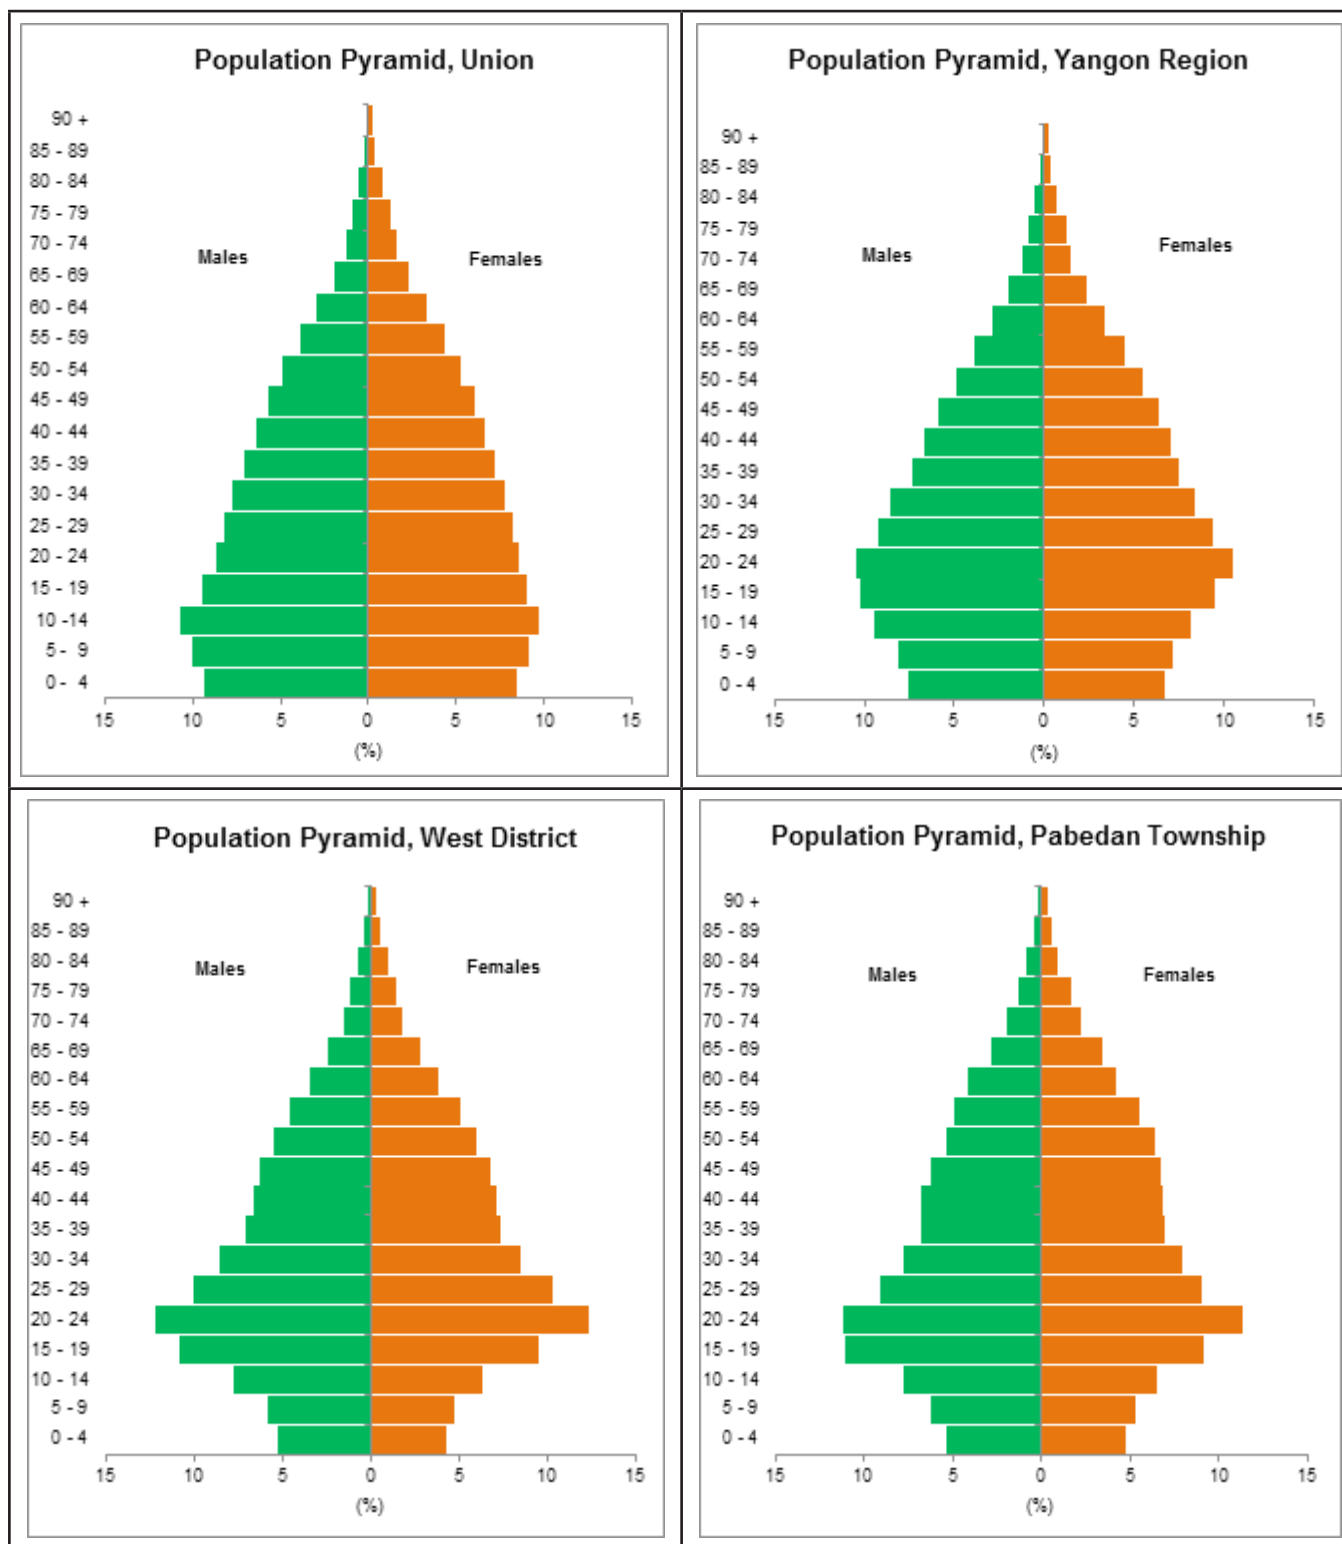 Population Pyramid, Union
90 +
85 - 89
80 - 84
75 - 79
70 - 74
65 - 69
60 - 64
55 - 59
50 - 54
45 - 49
40 - 44
35 - 39
30 - 34
25 - 29
20 - 24
15 - 19
10 -14
5 - 9
0 - 4
Males
Females
15 10 5 0 5 10 15
(%)
Population Pyramid, Yangon Region
90 +
85 - 89
80 - 84
75 - 79
70 - 74
65 - 69
60 - 64
55 - 59
50 - 54
45 - 49
40 - 44
35 - 39
30 - 34
25 - 29
20 - 24
15 - 19
10 - 14
5 - 9
0 - 4
Males
Females
15 10 5 0 5 10 15
(%)
Population Pyramid, West District
90 +
85 - 89
80 - 84
75 - 79
70 - 74
65 - 69
60 - 64
55 - 59
50 - 54
45 - 49
40 - 44
35 - 39
30 - 34
25 - 29
20 - 24
15 - 19
10 - 14
5 - 9
0 - 4
Males
Females
15 10 5 0 5 10 15
(%)
Population Pyramid, Pabedan Township
90 +
85 - 89
80 - 84
75 - 79
70 - 74
65 - 69
60 - 64
55 - 59
50 - 54
45 - 49
40 - 44
35 - 39
30 - 34
25 - 29
20 - 24
15 - 19
10 - 14
5 - 9
0 - 4
Males
Females
15 10 5 0 5 10 15
(%)